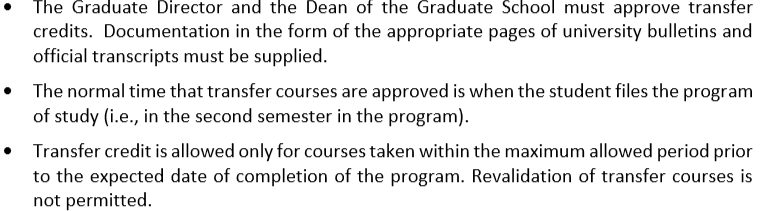 • The Graduate Director and the Dean of the Graduate School must approve transfer
credits. Documentation in the form of the appropriate pages of university bulletins and
official transcripts must be supplied.
• The normal time that transfer courses are approved is when the student files the program
of study (i.e., in the second semester in the program).
• Transfer credit is allowed only for courses taken within the maximum allowed period prior
to the expected date of completion of the program. Revalidation of transfer courses is
not permitted.